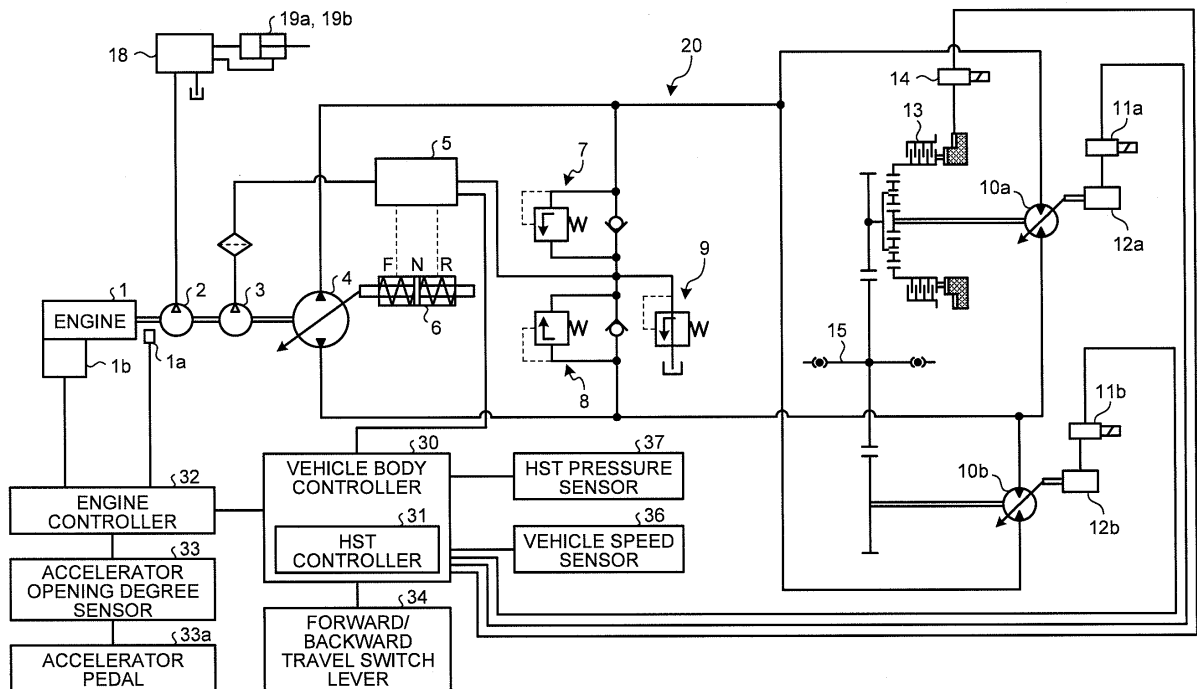 19a, 19b
18
20
14
13
11a
5
7
10a
12a
9
F N R
4
1
2
3
6
ENGINE
1a
1b
8
15
11b
10b
12b
30
37
VEHICLE BODY
CONTROLLER
HST PRESSURE
SENSOR
32
ENGINE
CONTROLLER
31
HST
CONTROLLER
36
VEHICLE SPEED
SENSOR
33
ACCELERATOR
OPENING DEGREE
SENSOR
34
FORWARD/
BACKWARD
TRAVEL SWITCH
LEVER
33a
ACCELERATOR
PEDAL